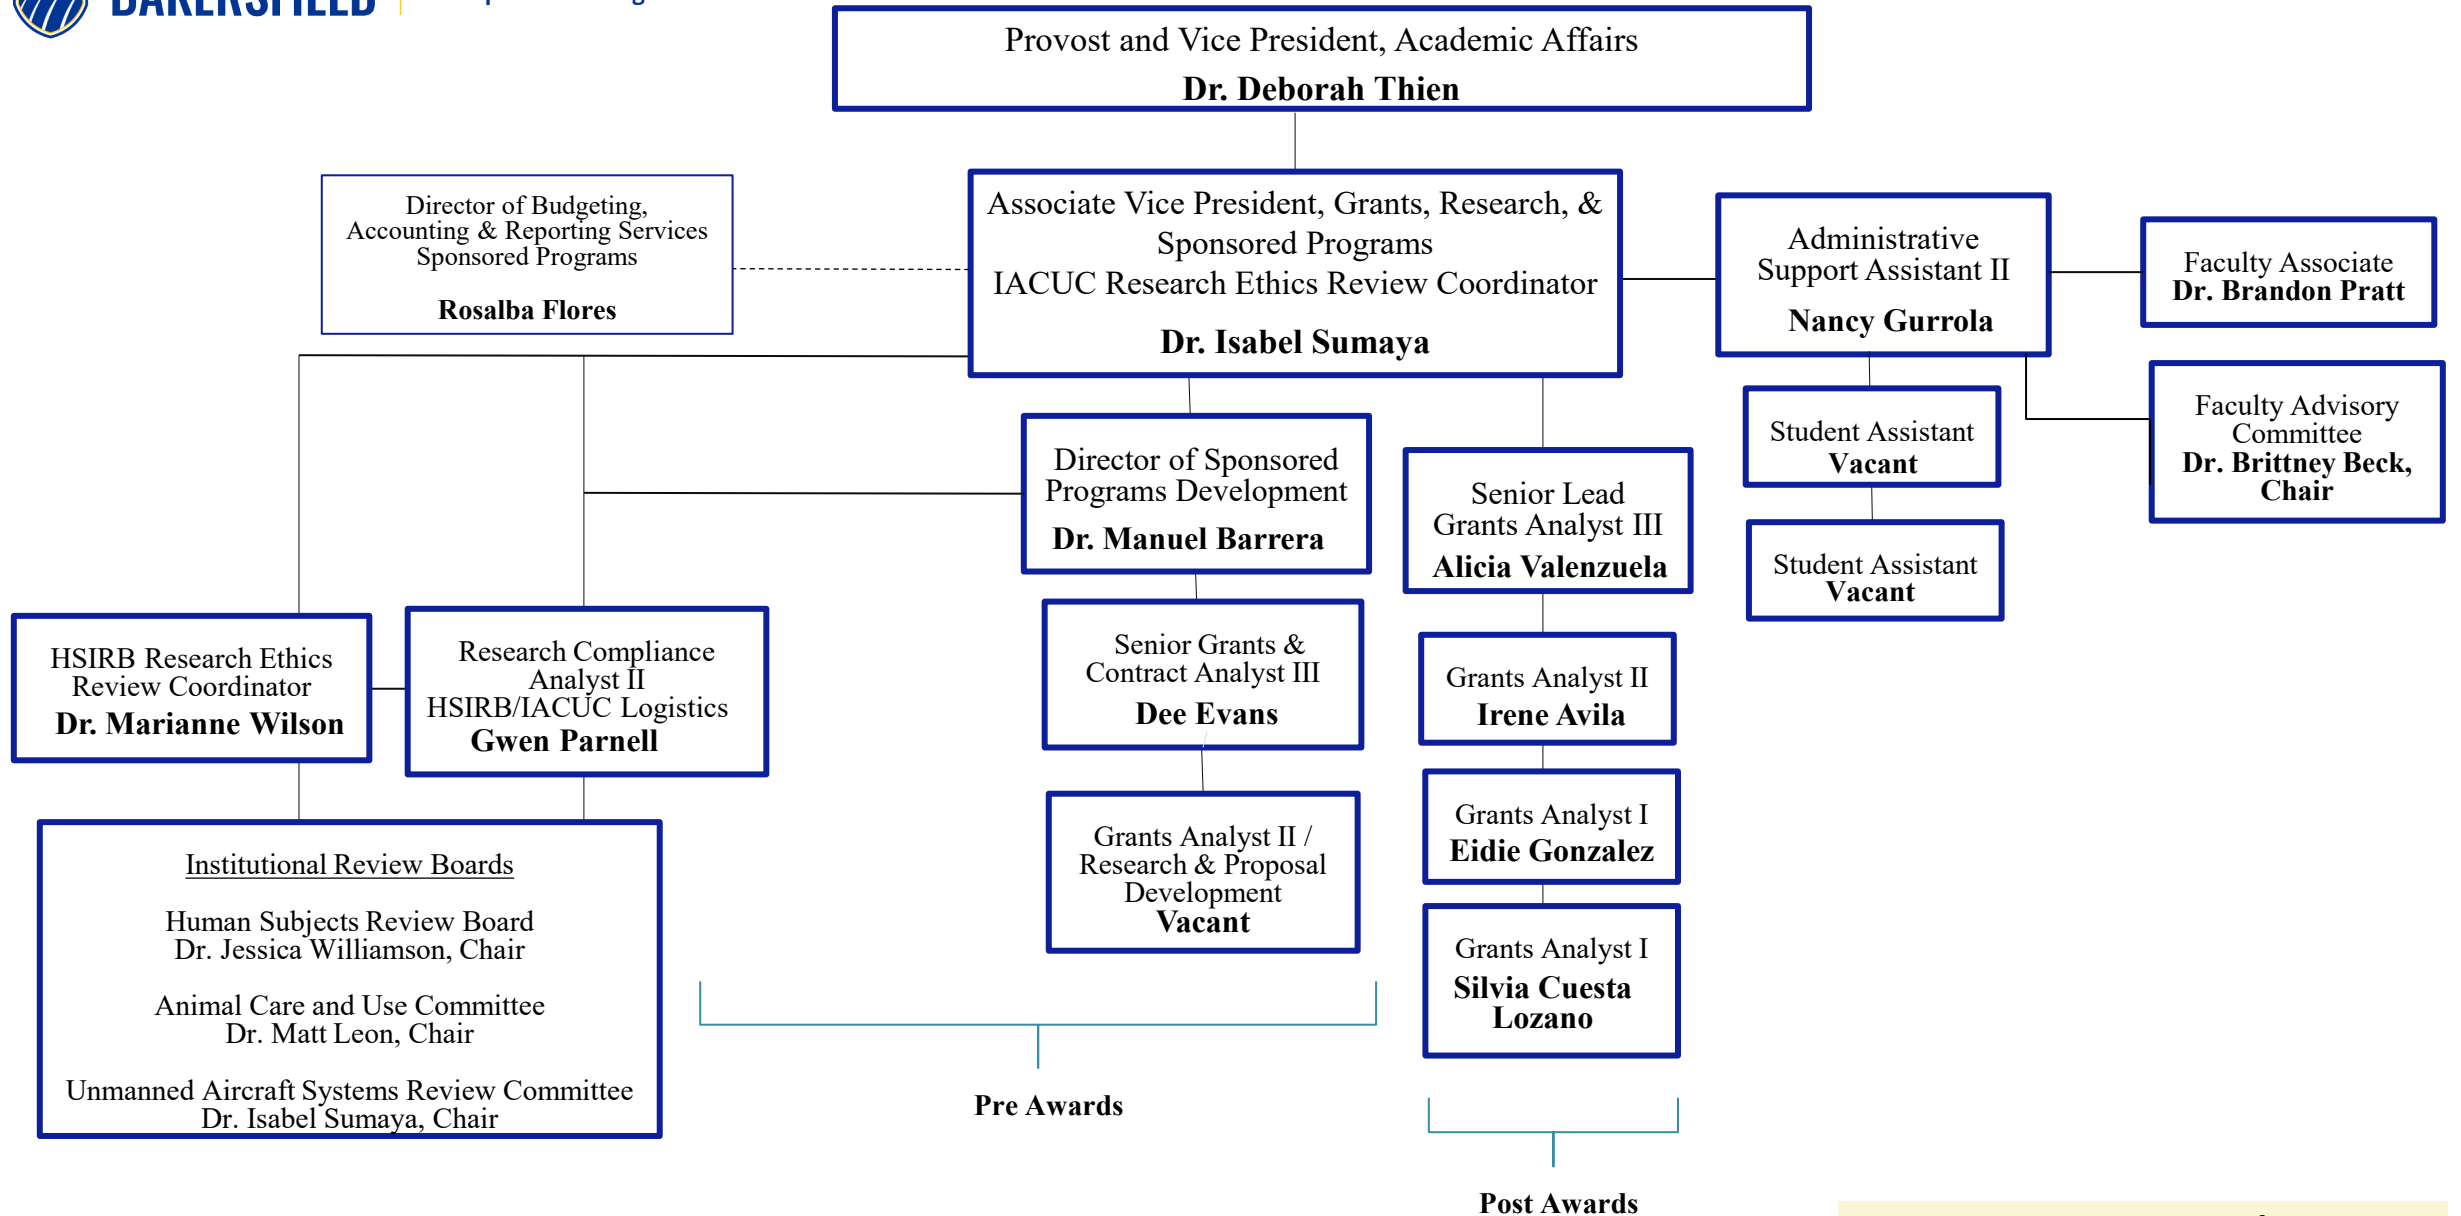 BAKERSFIELD
Provost and Vice President, Academic Affairs
Dr. Deborah Thien
Director of Budgeting,
Accounting & Reporting Services
Sponsored Programs
Rosalba Flores
Associate Vice President, Grants, Research, &
Sponsored Programs
IACUC Research Ethics Review Coordinator
Dr. Isabel Sumaya
Administrative
Support Assistant II
Nancy Gurrola
Faculty Associate
Dr. Brandon Pratt
Faculty Advisory
Committee
Dr. Brittney Beck,
Chair
Student Assistant
Vacant
Student Assistant
Vacant
Director of Sponsored
Programs Development
Dr. Manuel Barrera
Senior Lead
Grants Analyst III
Alicia Valenzuela
HSIRB Research Ethics
Review Coordinator
Dr. Marianne Wilson
Research Compliance
Analyst II
HSIRB/IACUC Logistics
Gwen Parnell
Senior Grants &
Contract Analyst III
Dee Evans
Grants Analyst II
Irene Avila
Grants Analyst II /
Research & Proposal
Development
Vacant
Grants Analyst I
Eidie Gonzalez
Grants Analyst I
Silvia Cuesta
Lozano
Institutional Review Boards
Human Subjects Review Board
Dr. Jessica Williamson, Chair
Animal Care and Use Committee
Dr. Matt Leon, Chair
Unmanned Aircraft Systems Review Committee
Dr. Isabel Sumaya, Chair
Pre Awards
Post Awards